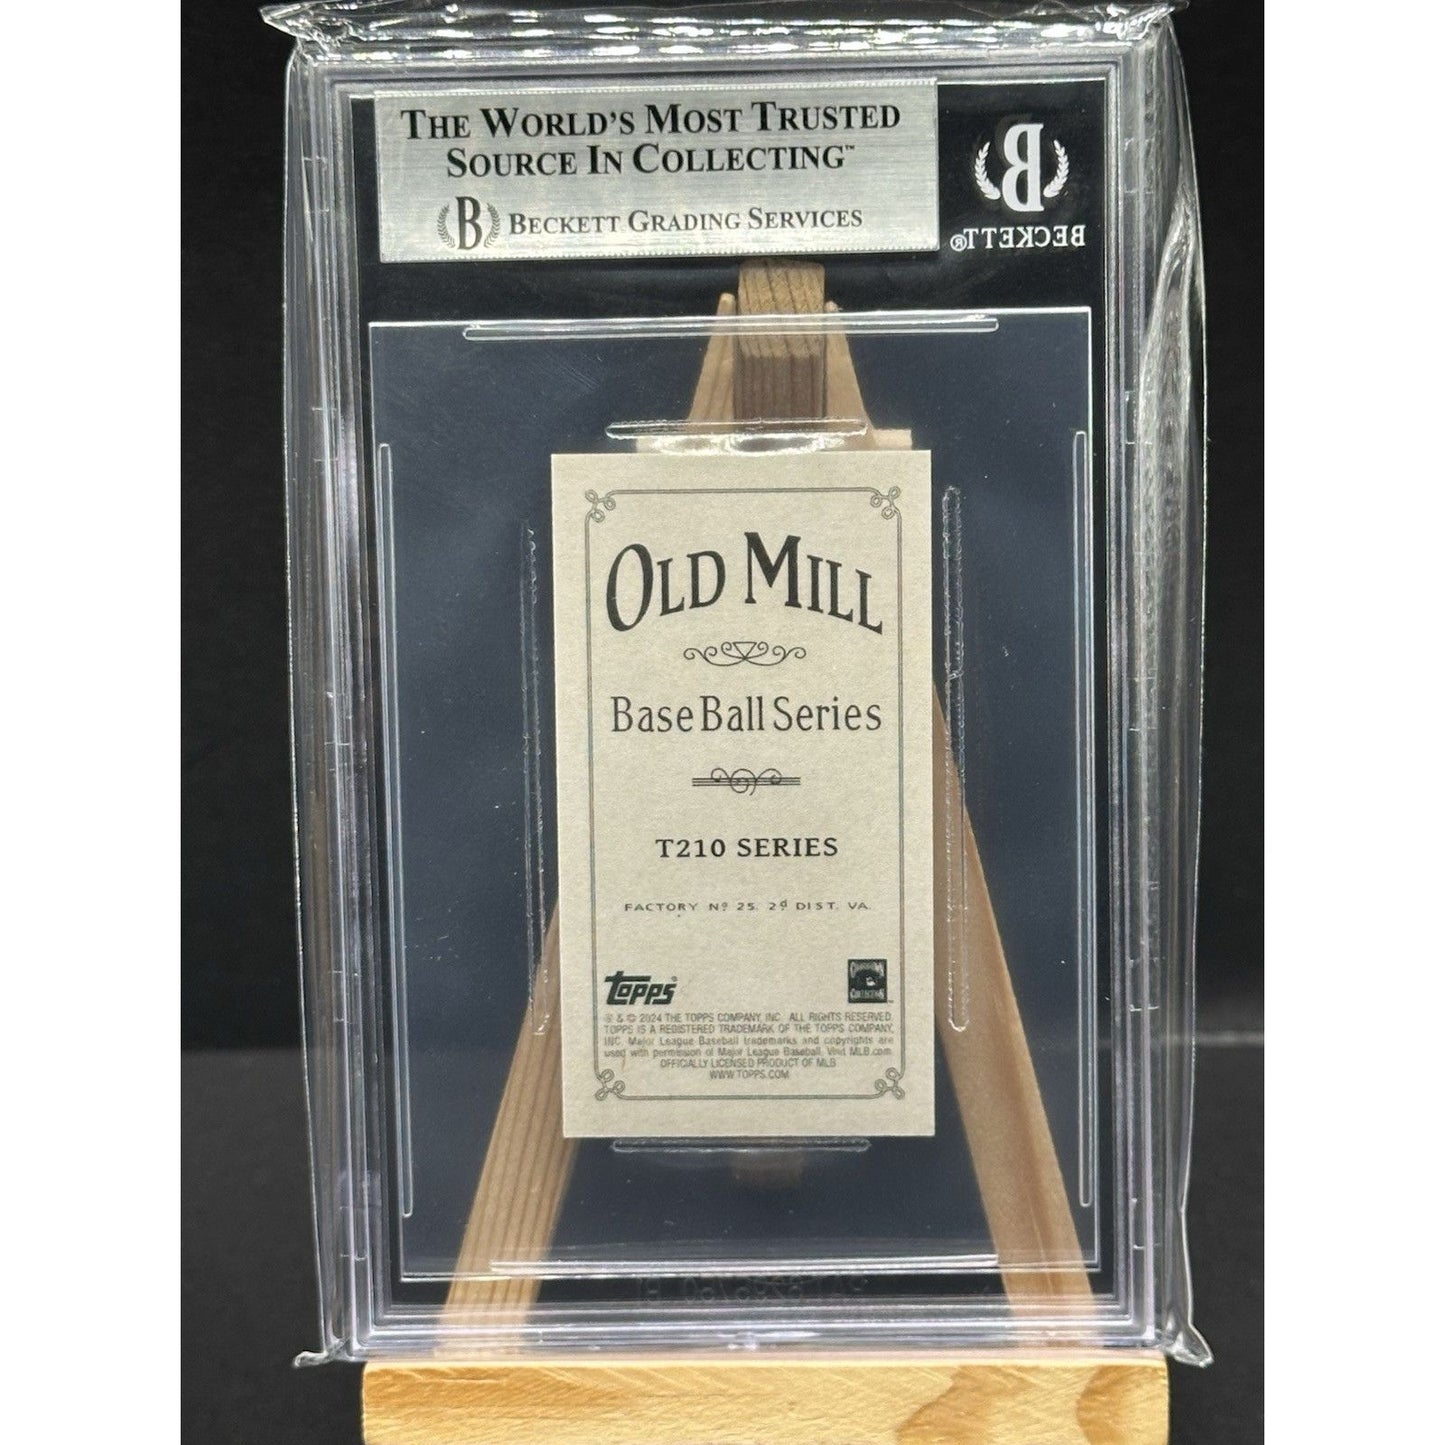 THE WORLD'S MOST TRUSTED
SOURCE IN COLLECTING™
B BECKETT GRADING SERVICES
B
BECKETT®
OLD MILL
Base Ball Series
T210 SERIES
FACTORY Nº 25. 2d DIST. VA.
topps®
® & © 2024 THE TOPPS COMPANY, INC. ALL RIGHTS RESERVED.
TOPPS IS A REGISTERED TRADEMARK OF THE TOPPS COMPANY,
INC. Major League Baseball trademarks and copyrights are
used with permission of Major League Baseball. Visit MLB.com.
OFFICIALLY LICENSED PRODUCT OF MLB
WWW.TOPPS.COM